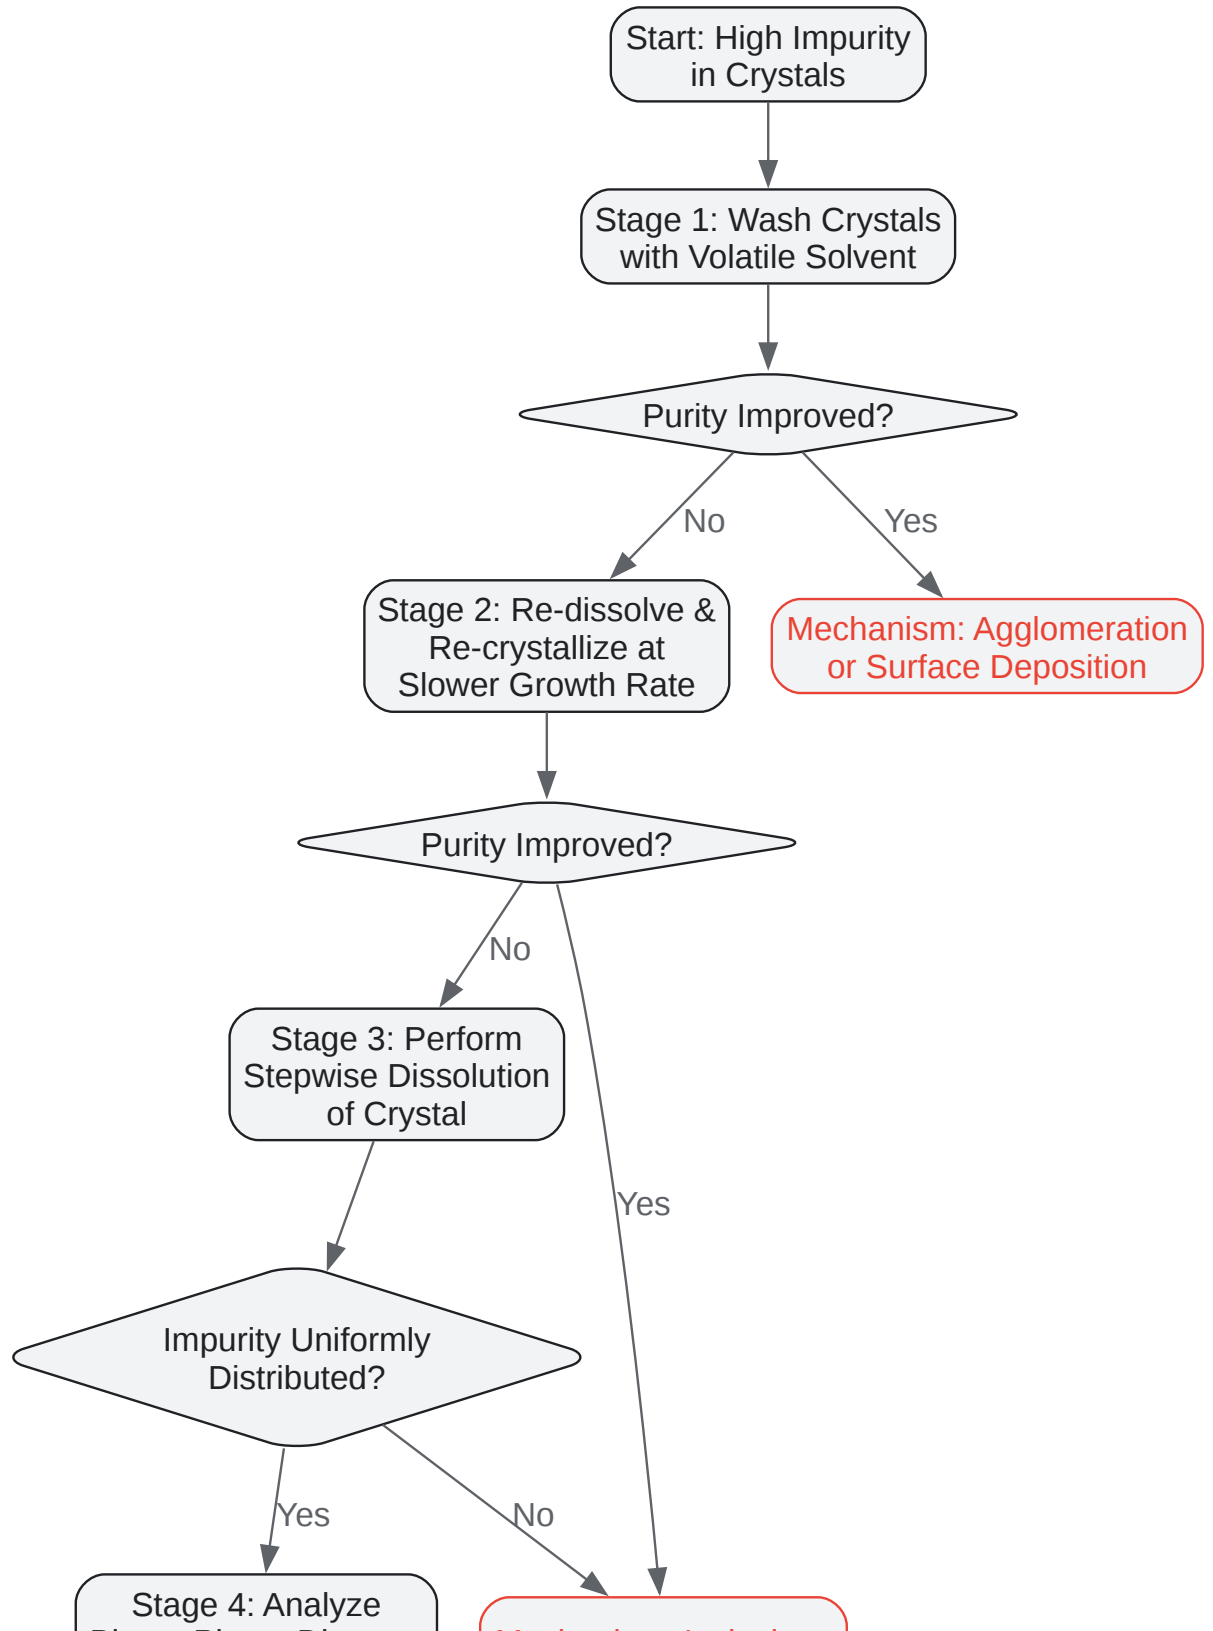 Start: High Impurity
in Crystals
Stage 1: Wash Crystals
with Volatile Solvent
Purity Improved?
No
Yes
Stage 2: Re-dissolve &
Re-crystallize at
Slower Growth Rate
Mechanism: Agglomeration
or Surface Deposition
Purity Improved?
No
Stage 3: Perform
Stepwise Dissolution
of Crystal
Yes
Impurity Uniformly
Distributed?
Yes
No
Stage 4: Analyze